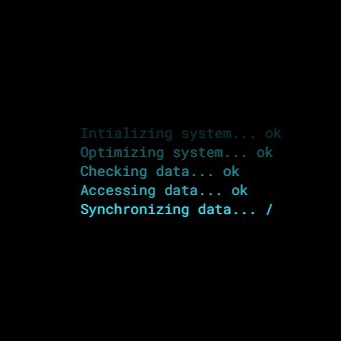 Intializing system... ok
Optimizing system... ok
Checking data... ok
Accessing data... ok
Synchronizing data... /